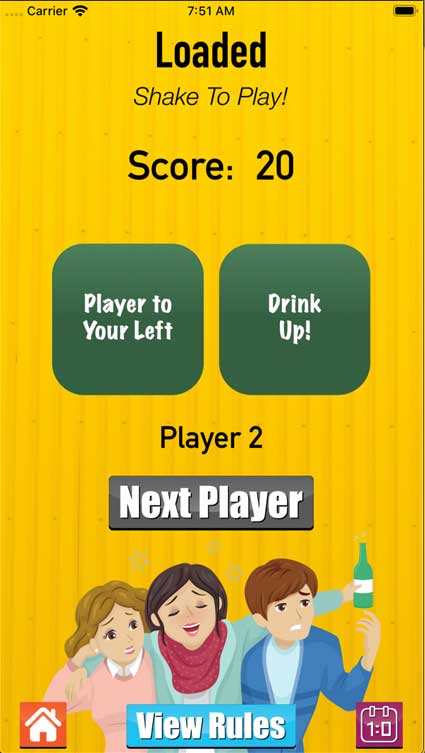 Carrier 7:51 AM
Loaded
Shake To Play!
Score: 20
Player to
Your Left
Drink
Up!
Player 2
Next Player
View Rules
1:0